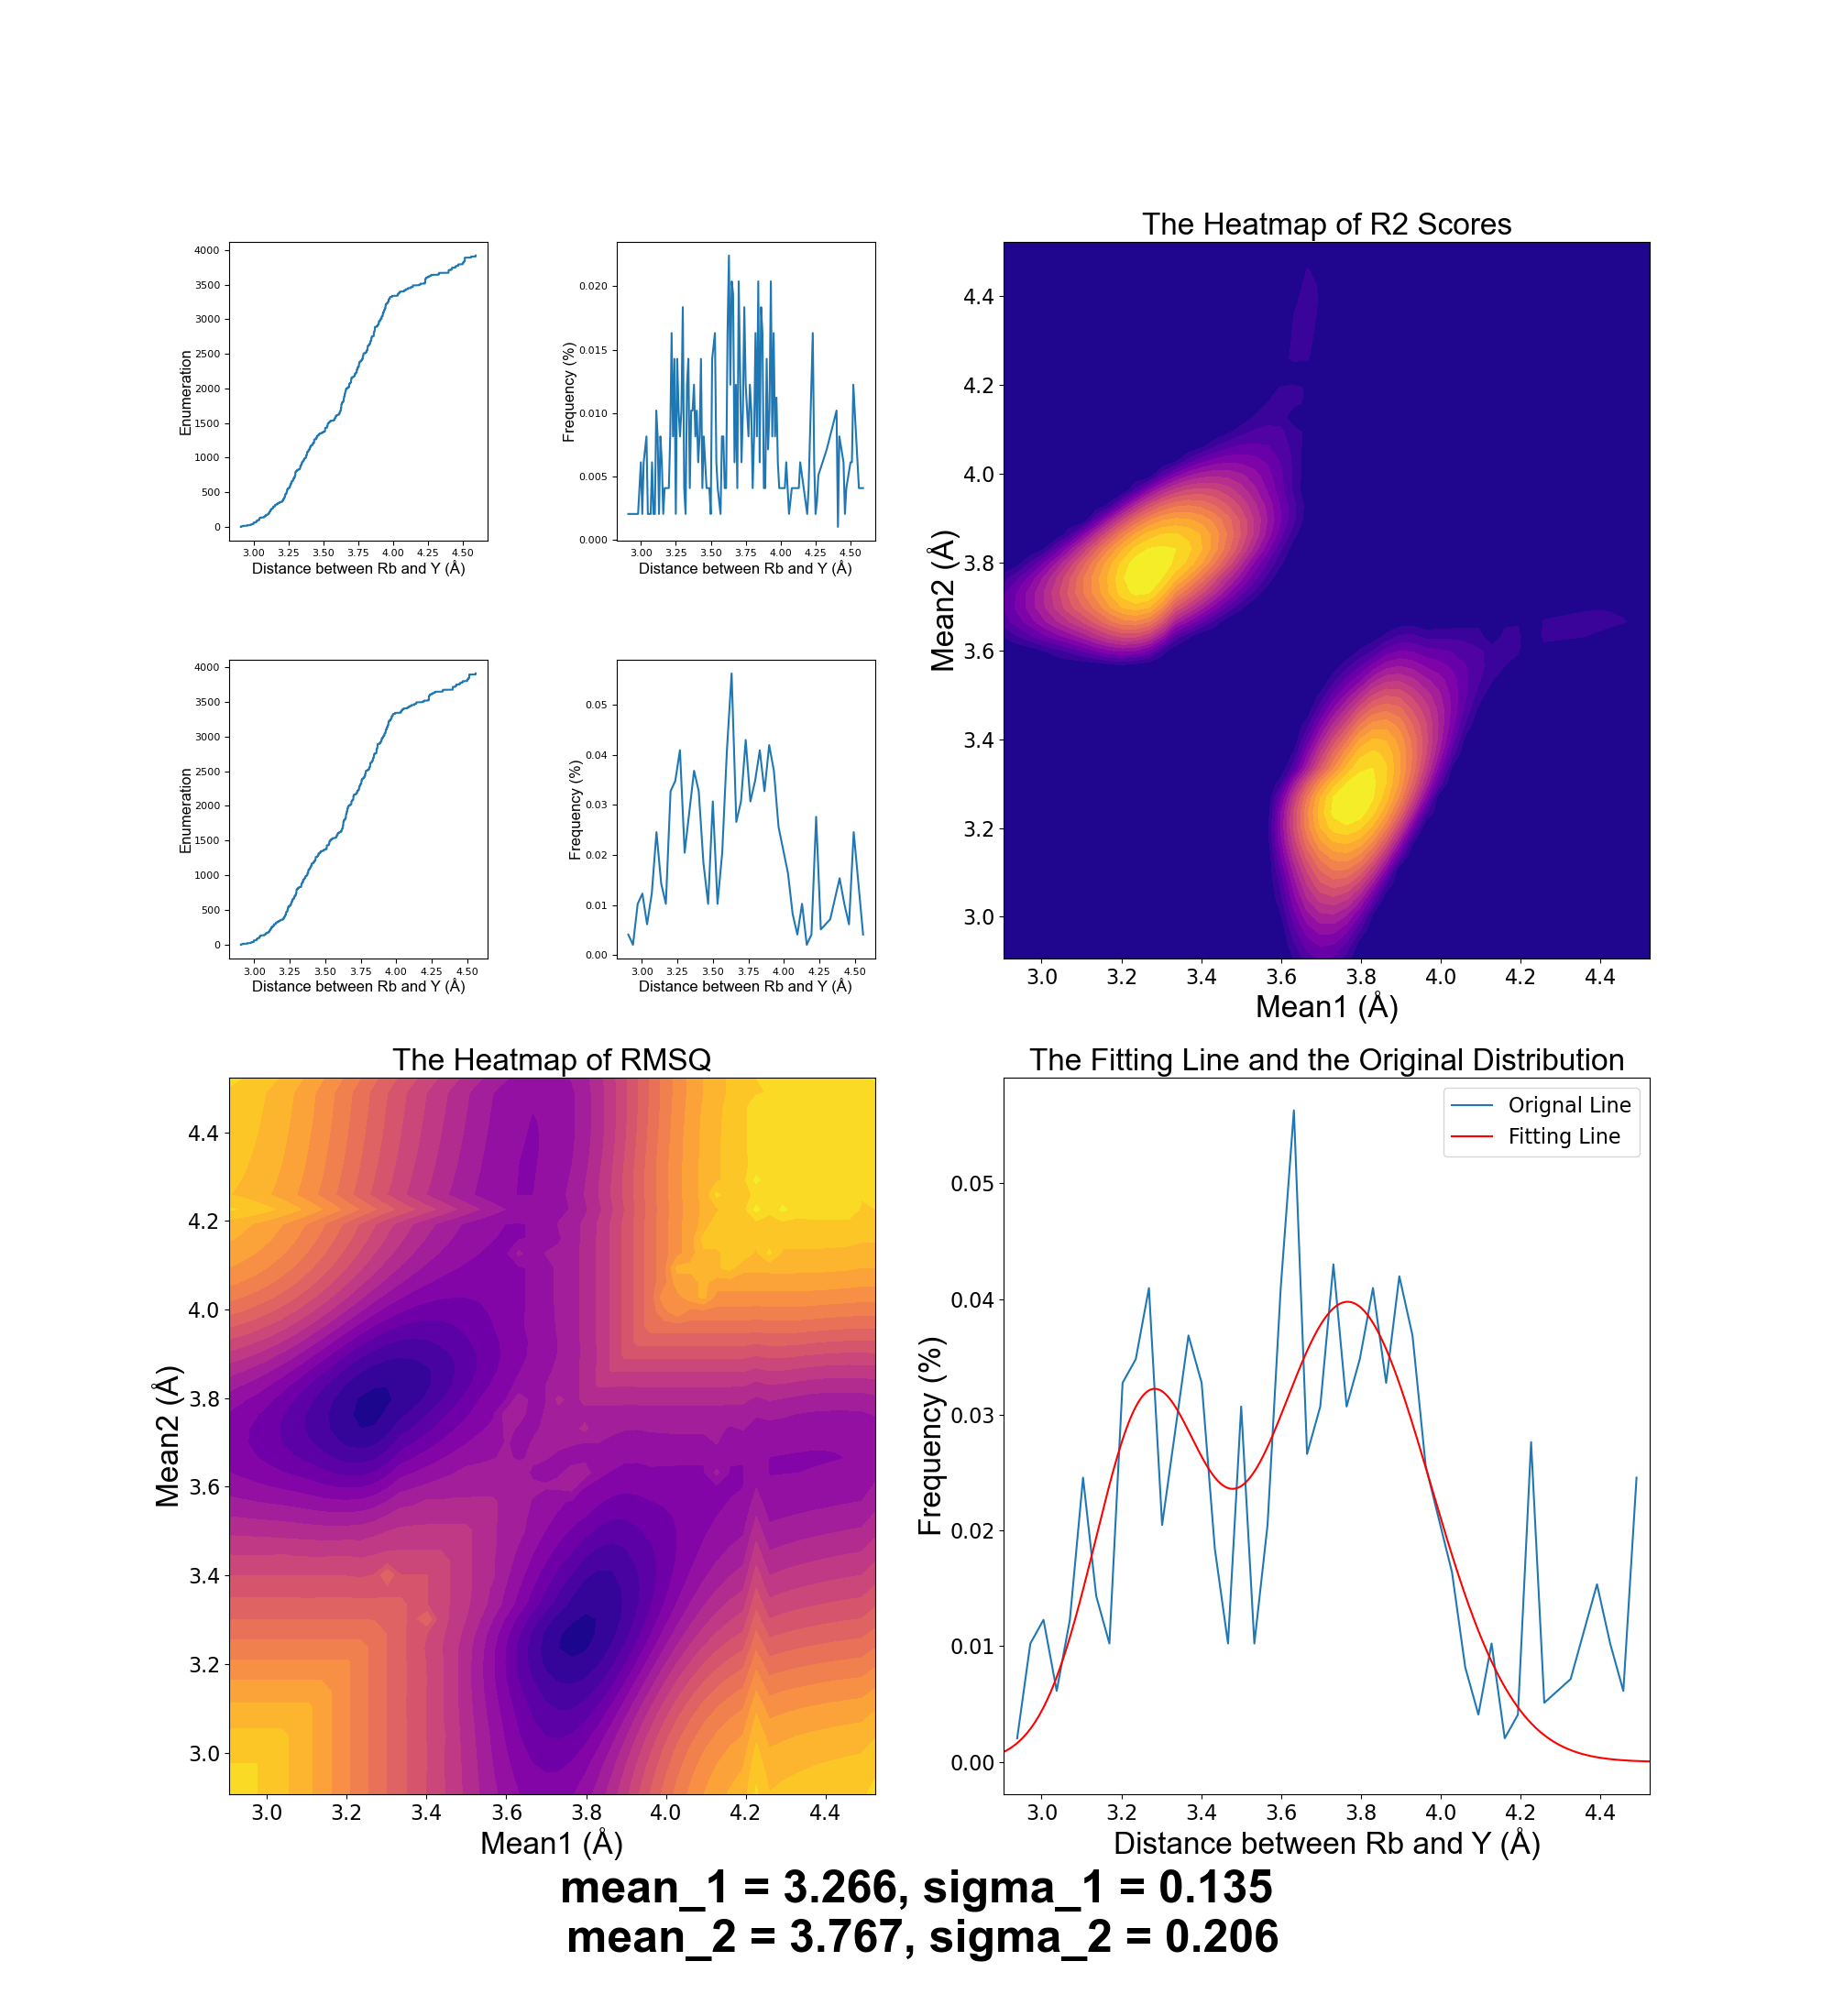 The Heatmap of R2 Scores
4000
3500
3000
2500
2000
1500
1000
500
0
Enumeration
3.00 3.25 3.50 3.75 4.00 4.25 4.50
Distance between Rb and Y (Å)
0.020
0.015
0.010
0.005
0.000
Frequency (%)
3.00 3.25 3.50 3.75 4.00 4.25 4.50
Distance between Rb and Y (Å)
4.4
4.2
4.0
3.8
3.6
3.4
3.2
3.0
Mean2 (Å)
3.0 3.2 3.4 3.6 3.8 4.0 4.2 4.4
Mean1 (Å)
4000
3500
3000
2500
2000
1500
1000
500
0
Enumeration
3.00 3.25 3.50 3.75 4.00 4.25 4.50
Distance between Rb and Y (Å)
0.05
0.04
0.03
0.02
0.01
0.00
Frequency (%)
3.00 3.25 3.50 3.75 4.00 4.25 4.50
Distance between Rb and Y (Å)
The Heatmap of RMSQ
4.4
4.2
4.0
3.8
3.6
3.4
3.2
3.0
Mean2 (Å)
3.0 3.2 3.4 3.6 3.8 4.0 4.2 4.4
Mean1 (Å)
The Fitting Line and the Original Distribution
Orignal Line
Fitting Line
0.05
0.04
0.03
0.02
0.01
0.00
Frequency (%)
3.0 3.2 3.4 3.6 3.8 4.0 4.2 4.4
Distance between Rb and Y (Å)
mean_1 = 3.266, sigma_1 = 0.135
mean_2 = 3.767, sigma_2 = 0.206